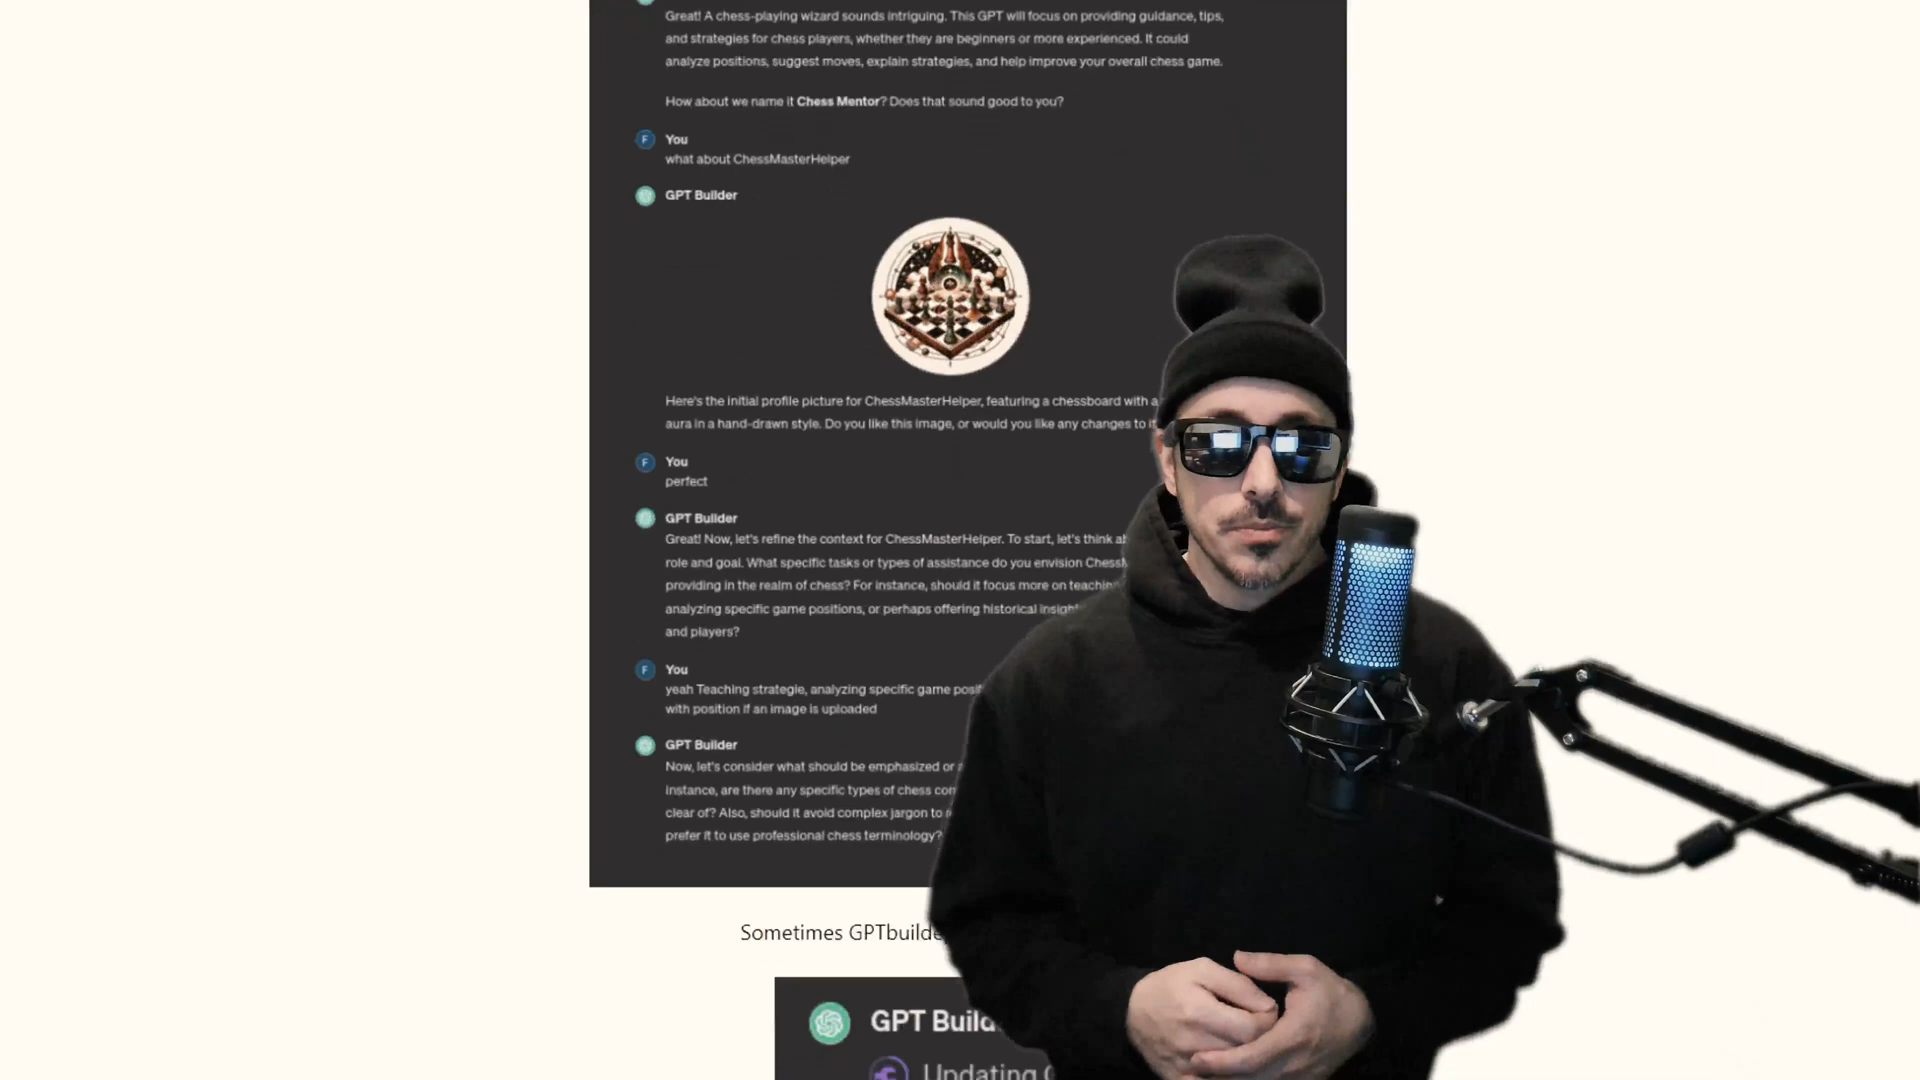 Great! A chess-playing wizard sounds intriguing. This GPT will focus on providing guidance, tips,
and strategies for chess players, whether they are beginners or more experienced. It could
analyze positions, suggest moves, explain strategies, and help improve your overall chess game.
How about we name it Chess Mentor? Does that sound good to you?
F You
what about ChessMasterHelper
GPT Builder
Here's the initial profile picture for ChessMasterHelper, featuring a chessboard with a
aura in a hand-drawn style. Do you like this image, or would you like any changes to it
F You
perfect
GPT Builder
Great! Now, let's refine the context for ChessMasterHelper. To start, let's think
role and goal. What specific tasks or types of assistance do you envision
providing in the realm of chess? For instance, should it focus more on
analyzing specific game positions, or perhaps offering historical
and players?
F You
yeah Teaching strategie, analyzing specific game
with position if an image is uploaded
GPT Builder
Now, let's consider what should be emphasized or
instance, are there any specific types of chess
clear of? Also, should it avoid complex jargon to
prefer it to use professional chess terminology?
Sometimes
GPT
Updating